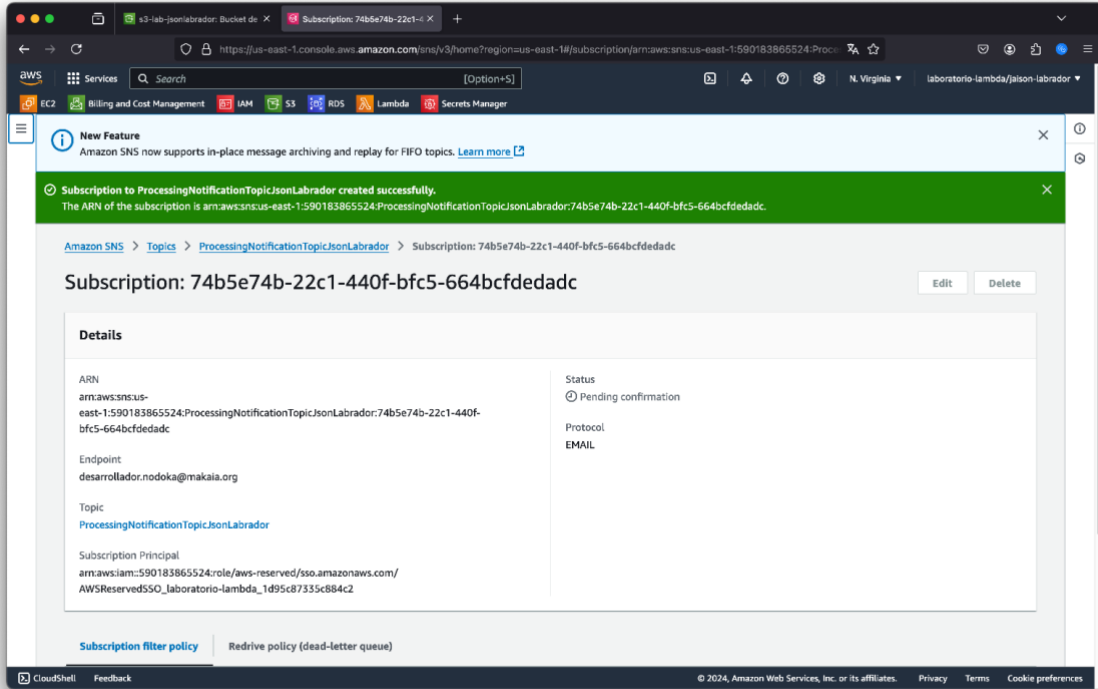 s3-lab-jsonlabrador: Bucket de
Subscription: 74b5e74b-22c1-4
https://us-east-1.console.aws.amazon.com/sns/v3/home?region=us-east-1#/subscription/arn:aws:sns:us-east-1:590183865524:Proce
aws
Services
Search
[Option+S]
N. Virginia
laboratorio-lambda/jaison-labrador
EC2
Billing and Cost Management
IAM
S3
RDS
Lambda
Secrets Manager
New Feature
Amazon SNS now supports in-place message archiving and replay for FIFO topics. Learn more
Subscription to ProcessingNotificationTopicJsonLabrador created successfully.
The ARN of the subscription is arn:aws:sns:us-east-1:590183865524:ProcessingNotificationTopicJsonLabrador:74b5e74b-22c1-440f-bfc5-664bcfdedadc.
Amazon SNS > Topics > ProcessingNotificationTopicJsonLabrador > Subscription: 74b5e74b-22c1-440f-bfc5-664bcfdedadc
Subscription: 74b5e74b-22c1-440f-bfc5-664bcfdedadc
Edit
Delete
Details
ARN
arn:aws:sns:us-
east-1:590183865524:ProcessingNotificationTopicJsonLabrador:74b5e74b-22c1-440f-
bfc5-664bcfdedadc
Endpoint
desarrollador.nodoka@makaia.org
Topic
ProcessingNotificationTopicJsonLabrador
Subscription Principal
arn:aws:iam::590183865524:role/aws-reserved/sso.amazonaws.com/
AWSReservedSSO_laboratorio-lambda_1d95c87335c884c2
Status
Pending confirmation
Protocol
EMAIL
Subscription filter policy
Redrive policy (dead-letter queue)
CloudShell
Feedback
© 2024, Amazon Web Services, Inc. or its affiliates.
Privacy
Terms
Cookie preferences